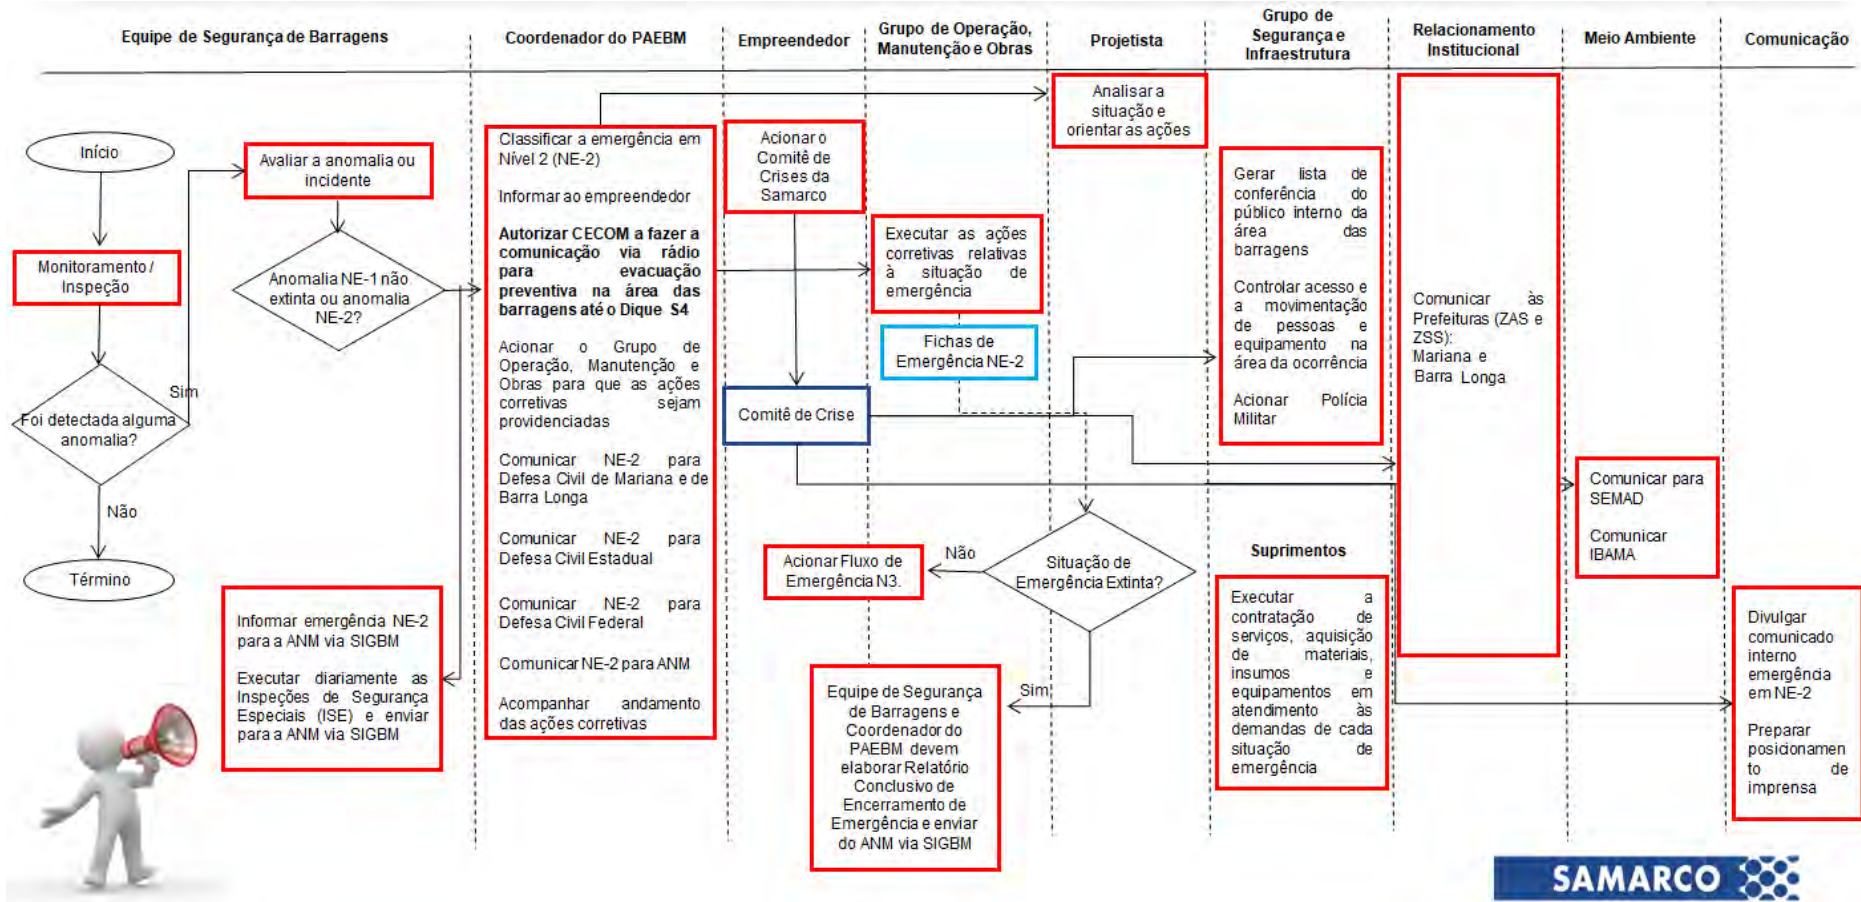 Equipe de Segurança de Barragens
Coordenador do PAEBM
Empreendedor
Grupo de Operação,
Manutenção e Obras
Projetista
Grupo de
Segurança e
Infraestrutura
Relacionamento
Institucional
Meio Ambiente
Comunicação
Início
Monitoramento /
Inspeção
Foi detectada alguma
anomalia?
Sim
Não
Término
Avaliar a anomalia ou
incidente
Anomalia NE-1 não
extinta ou anomalia
NE-2?
Informar emergência NE-2
para a ANM via SIGBM
Executar diariamente as
Inspeções de Segurança
Especiais (ISE) e enviar
para a ANM via SIGBM
Classificar a emergência em
Nível 2 (NE-2)
Informar ao empreendedor
Autorizar CECOM a fazer a
comunicação via rádio
para evacuação
preventiva na área das
barragens até o Dique S4
Acionar o Grupo de
Operação, Manutenção e
Obras para que as ações
corretivas sejam
providenciadas
Comunicar NE-2 para
Defesa Civil de Mariana e de
Barra Longa
Comunicar NE-2 para
Defesa Civil Estadual
Comunicar NE-2 para
Defesa Civil Federal
Comunicar NE-2 para ANM
Acompanhar andamento
das ações corretivas
Acionar o
Comitê de
Crises da
Samarco
Comitê de Crise
Executar as ações
corretivas relativas
à situação de
emergência
Fichas de
Emergência NE-2
Analisar a
situação e
orientar as ações
Situação de
Emergência Extinta?
Não
Acionar Fluxo de
Emergência N3.
Sim
Equipe de Segurança
de Barragens e
Coordenador do
PAEBM devem
elaborar Relatório
Conclusivo de
Encerramento de
Emergência e enviar
do ANM via SIGBM
Gerar lista de
conferência do
público interno da
área das
barragens
Controlar acesso e
a movimentação
de pessoas e
equipamento na
área da ocorrência
Acionar Polícia
Militar
Suprimentos
Executar a
contratação de
serviços, aquisição
de materiais,
insumos e
equipamentos em
atendimento às
demandas de cada
situação de
emergência
Comunicar às
Prefeituras (ZAS e
ZSS):
Mariana e
Barra Longa
Comunicar para
SEMAD
Comunicar
IBAMA
Divulgar
comunicado
interno
emergência
em NE-2
Preparar
posicionamen
to de
imprensa
SAMARCO